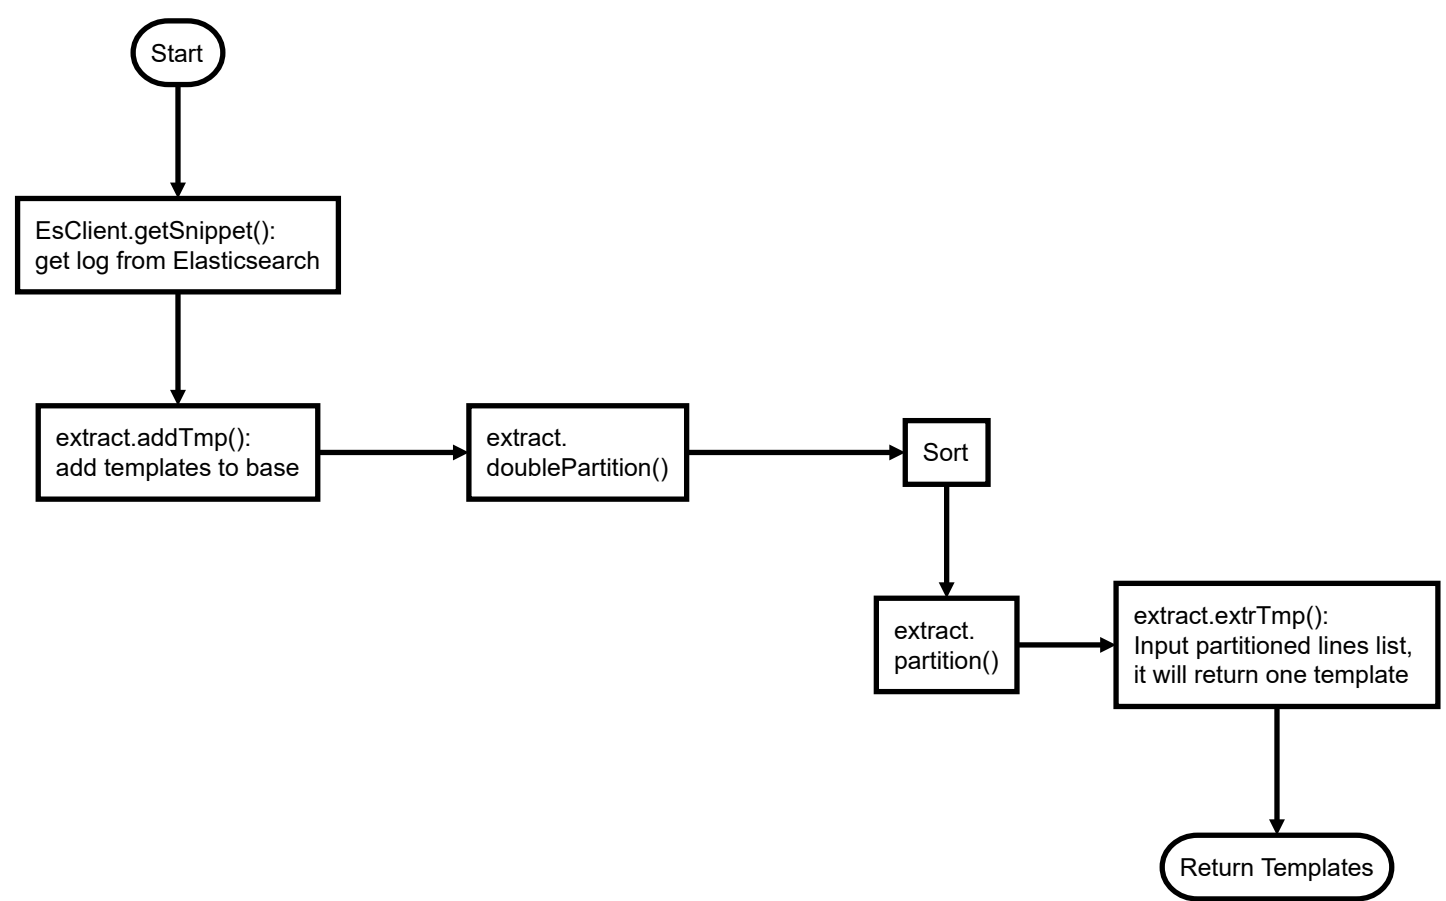 Start
EsClient.getSnippet():
get log from Elasticsearch
extract.addTmp():
add templates to base
extract.
doublePartition()
Sort
extract.
partition()
extract.extrTmp():
Input partitioned lines list,
it will return one template
Return Templates